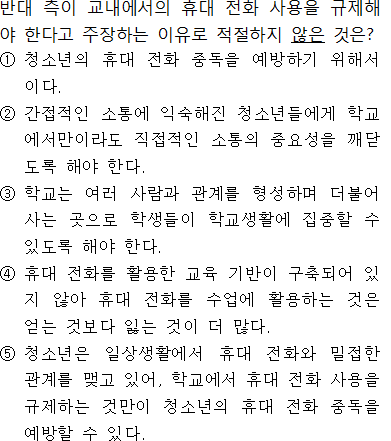 반대 측이 교내에서의 휴대 전화 사용을 규제해
야 한다고 주장하는 이유로 적절하지 않은 것은?
① 청소년의 휴대 전화 중독을 예방하기 위해서
이다.
② 간접적인 소통에 익숙해진 청소년들에게 학교
에서만이라도 직접적인 소통의 중요성을 깨닫
도록 해야 한다.
③ 학교는 여러 사람과 관계를 형성하며 더불어
사는 곳으로 학생들이 학교생활에 집중할 수
있도록 해야 한다.
④ 휴대 전화를 활용한 교육 기반이 구축되어 있
지 않아 휴대 전화를 수업에 활용하는 것은
얻는 것보다 잃는 것이 더 많다.
⑤ 청소년은 일상생활에서 휴대 전화와 밀접한
관계를 맺고 있어, 학교에서 휴대 전화 사용을
규제하는 것만이 청소년의 휴대 전화 중독을
예방할 수 있다.